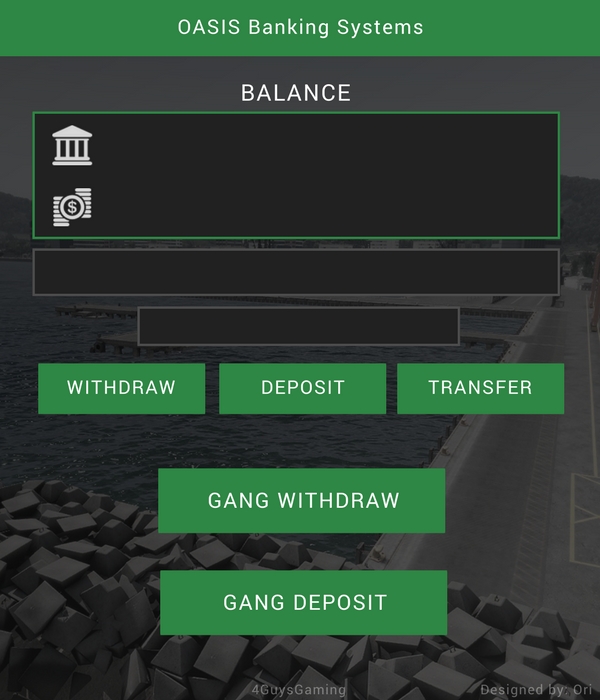 OASIS Banking Systems
BALANCE
$
WITHDRAW DEPOSIT TRANSFER
GANG WITHDRAW
GANG DEPOSIT
4GuysGaming Designed by: Ori